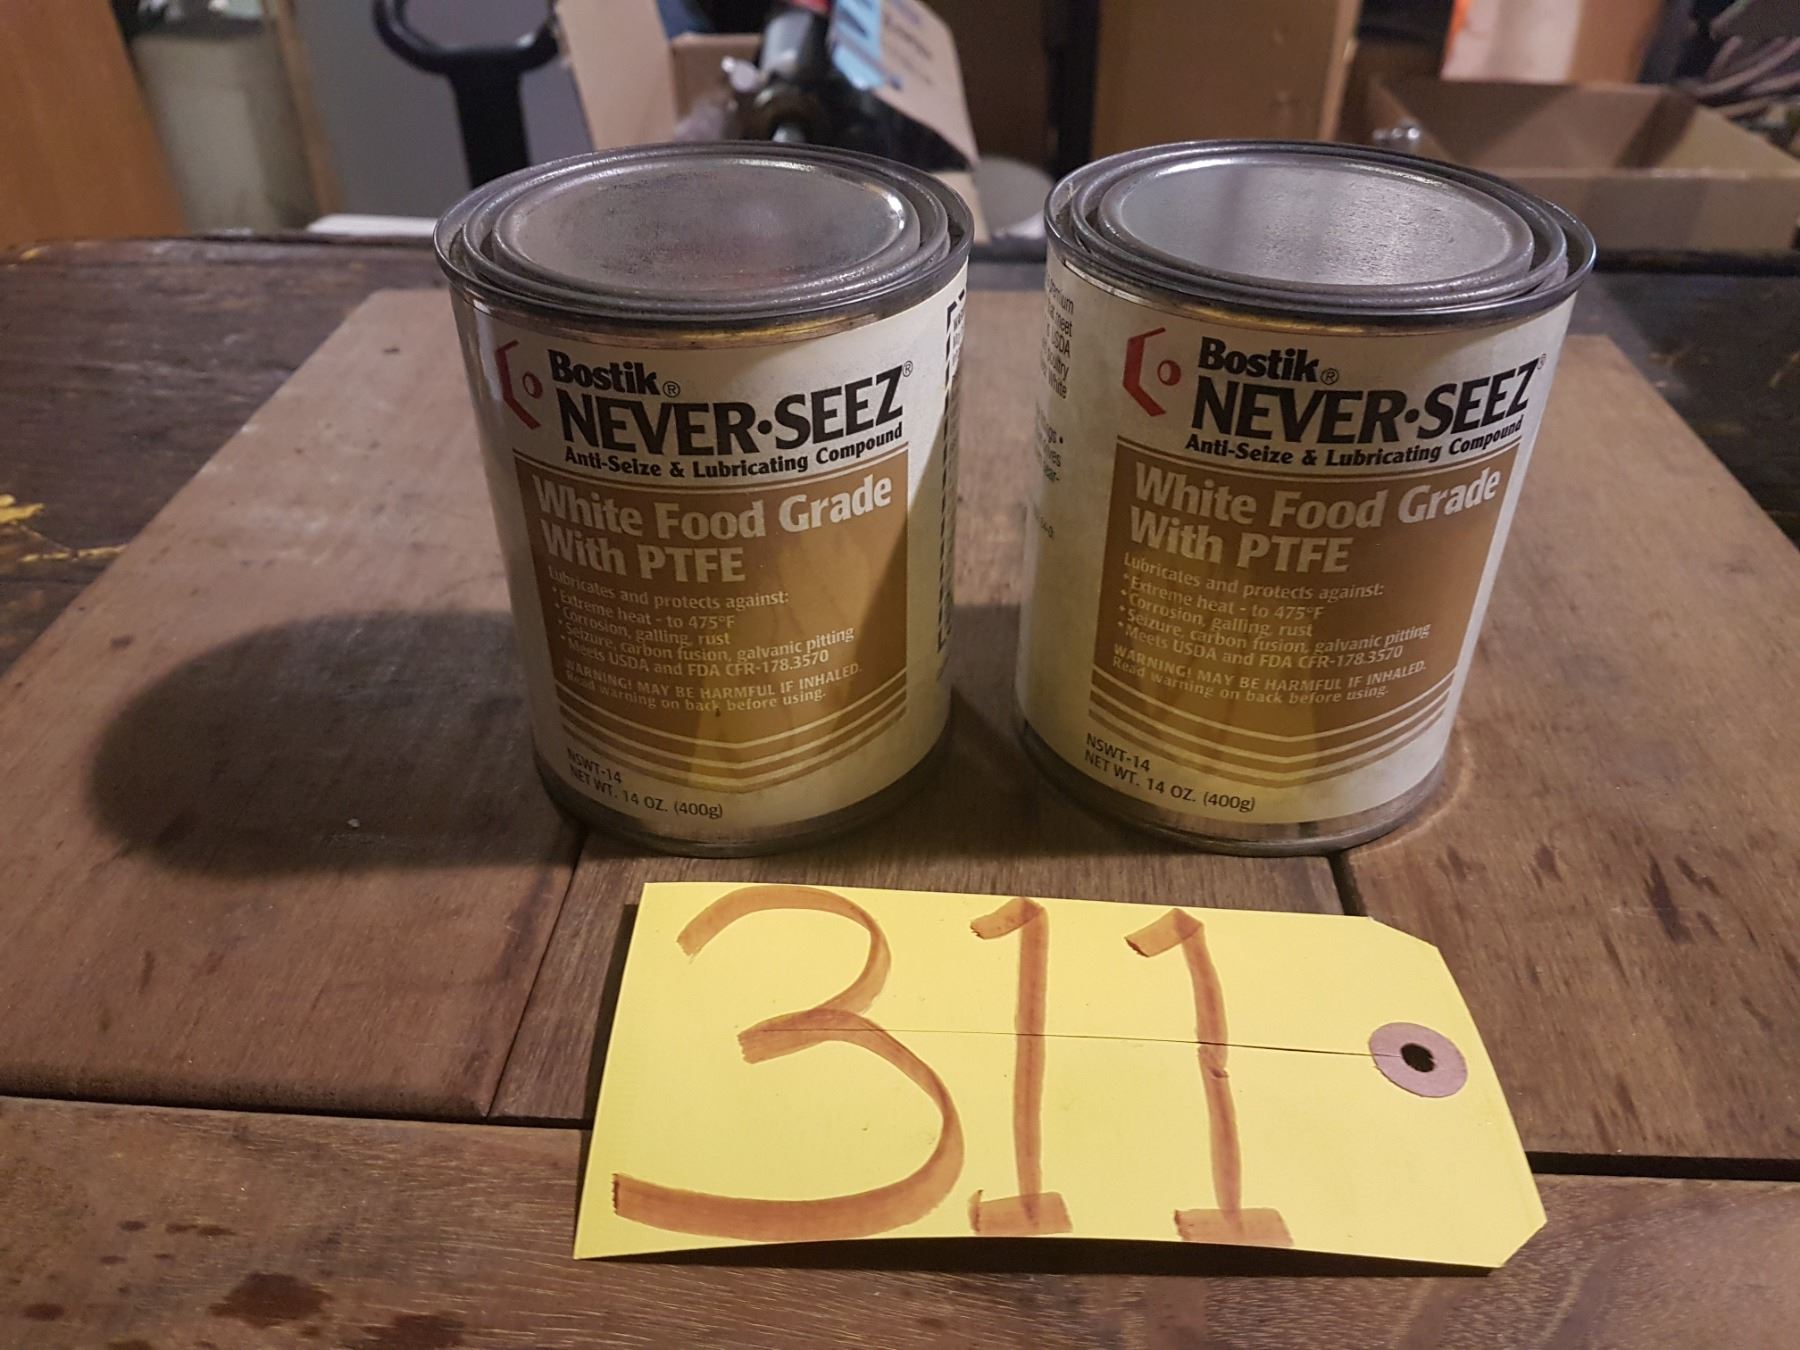 Bostik®
NEVER·SEEZ®
Anti-Seize & Lubricating Compound
White Food Grade
With PTFE
Lubricates and protects against:
• Extreme heat - to 475°F
• Corrosion, galling, rust
• Seizure, carbon fusion, galvanic pitting
• Meets USDA and FDA CFR-178.3570
WARNING! MAY BE HARMFUL IF INHALED.
Read warning on back before using.
NSWT-14
NET WT. 14 OZ. (400g)
meet
USDA
White
Bostik®
NEVER·SEEZ®
Anti-Seize & Lubricating Compound
White Food Grade
With PTFE
Lubricates and protects against:
• Extreme heat - to 475°F
• Corrosion, galling, rust
• Seizure, carbon fusion, galvanic pitting
• Meets USDA and FDA CFR-178.3570
WARNING! MAY BE HARMFUL IF INHALED.
Read warning on back before using.
NSWT-14
NET WT. 14 OZ. (400g)
311